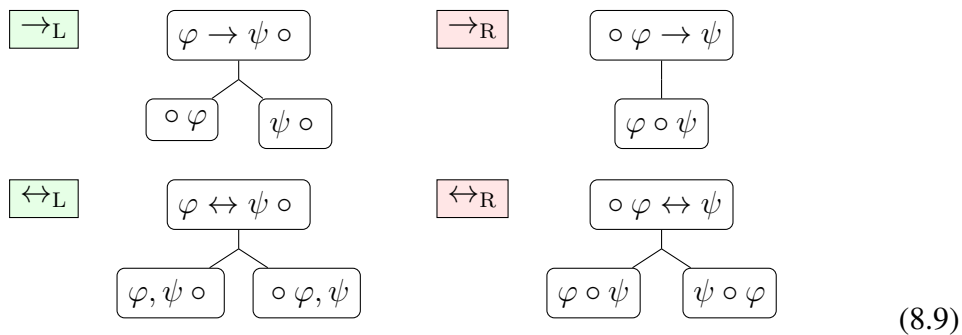 →L φ → ψ ∘ →R ∘ φ → ψ
∘ φ ψ ∘ φ ∘ ψ
↔L φ ↔ ψ ∘ ↔R ∘ φ ↔ ψ
φ, ψ ∘ ∘ φ, ψ φ ∘ ψ ψ ∘ φ
(8.9)